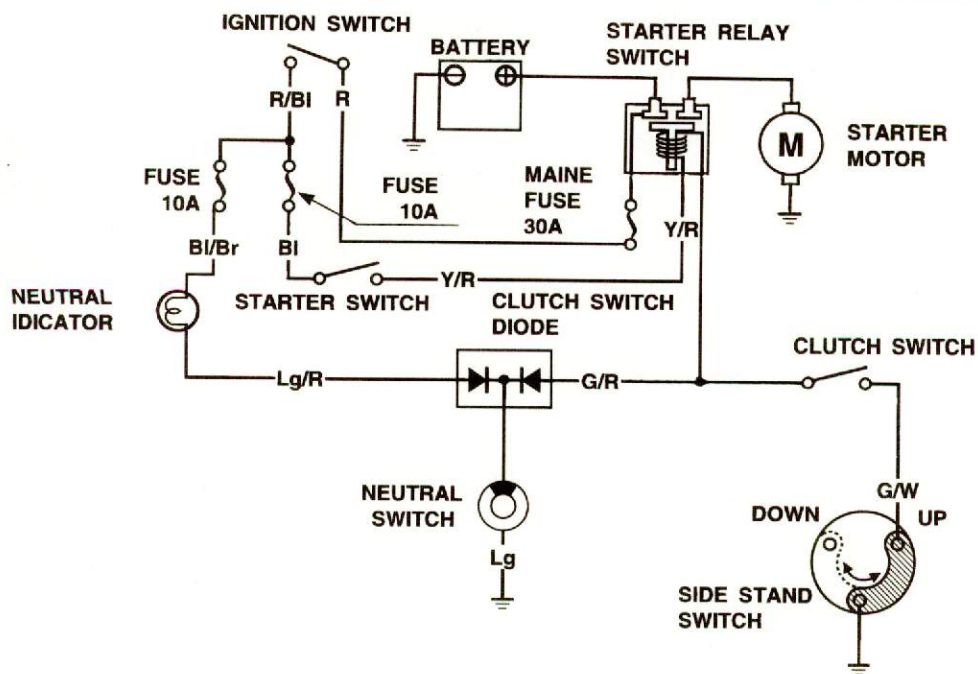 IGNITION SWITCH
BATTERY
STARTER RELAY
SWITCH
R/Bl
R
STARTER
MOTOR
M
FUSE
10A
FUSE
10A
MAINE
FUSE
30A
Y/R
Bl/Br
Bl
Y/R
STARTER SWITCH
CLUTCH SWITCH
DIODE
NEUTRAL
IDICATOR
CLUTCH SWITCH
Lg/R
G/R
NEUTRAL
SWITCH
Lg
G/W
DOWN
UP
SIDE STAND
SWITCH